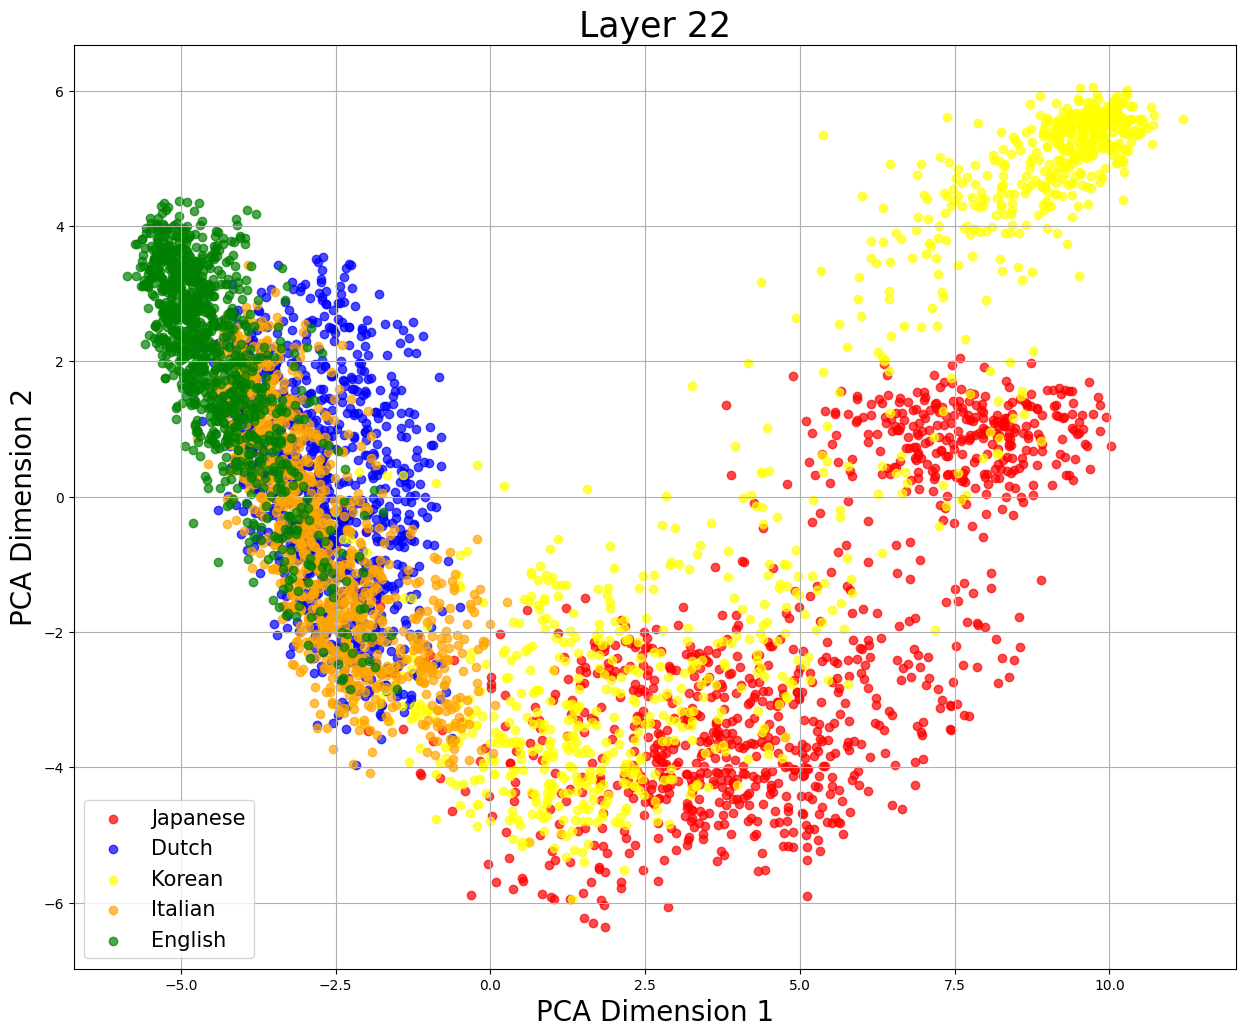 Layer 22
PCA Dimension 2
6
4
2
0
−2
−4
−6
Japanese
Dutch
Korean
Italian
English
−5.0 −2.5 0.0 2.5 5.0 7.5 10.0
PCA Dimension 1